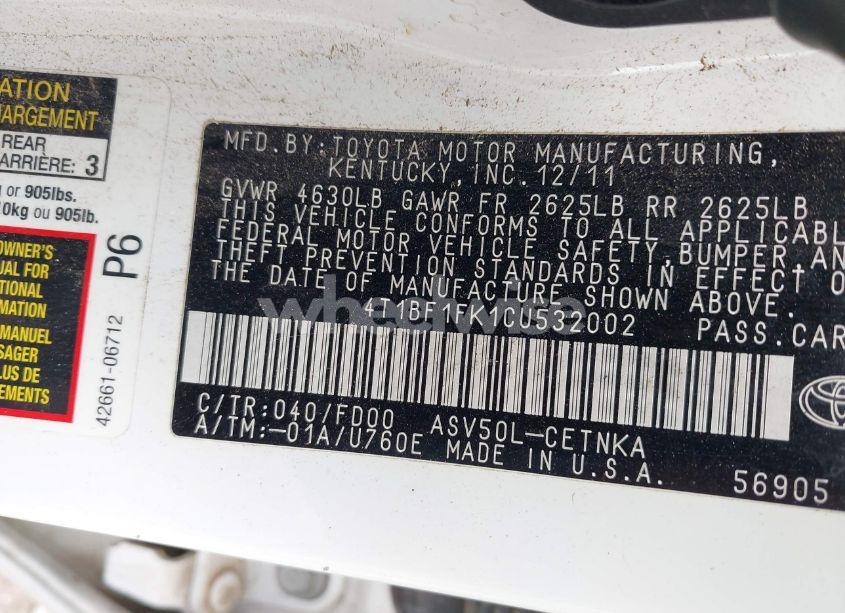 ATION
HARGEMENT
REAR
ARRIÈRE: 3
or 905lbs.
0kg ou 905lb.
OWNER'S
UAL FOR
TIONAL
RMATION
MANUEL
SAGER
LUS DE
EMENTS
42661-06712
P6
MFD. BY: TOYOTA MOTOR MANUFACTURING,
KENTUCKY, INC. 12/11
GVWR 4630LB GAWR FR 2625LB RR 2625LB
THIS VEHICLE CONFORMS TO ALL APPLICABL
FEDERAL MOTOR VEHICLE SAFETY, BUMPER AN
THEFT PREVENTION STANDARDS IN EFFECT O
THE DATE OF MANUFACTURE SHOWN ABOVE.
4T1BF1FK1CU532002 PASS. CAR
C/TR: 040/FD00 ASV50L-CETNKA
A/TM: -01A/U760E MADE IN U.S.A.
56905